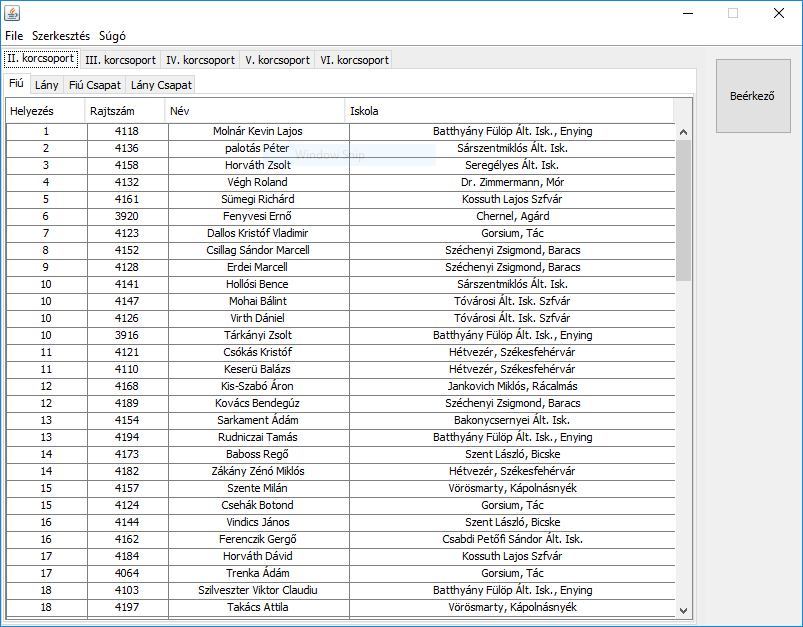 File Szerkesztés Súgó
II. korcsoport III. korcsoport IV. korcsoport V. korcsoport VI. korcsoport
Fiú Lány Fiú Csapat Lány Csapat
Beérkező
Helyezés Rajtszám Név Iskola
1 4118 Molnár Kevin Lajos Batthyány Fülöp Ált. Isk., Enying
2 4136 palotás Péter Sárszentmiklós Ált. Isk.
Window Snip
3 4158 Horváth Zsolt Seregélyes Ált. Isk.
4 4132 Végh Roland Dr. Zimmermann, Mór
5 4161 Sümegi Richárd Kossuth Lajos Szfvár
6 3920 Fenyvesi Ernő Chernel, Agárd
7 4123 Dallos Kristóf Vladimir Gorsium, Tác
8 4152 Csillag Sándor Marcell Széchenyi Zsigmond, Baracs
9 4128 Erdei Marcell Széchenyi Zsigmond, Baracs
10 4141 Hollósi Bence Sárszentmiklós Ált. Isk.
10 4147 Mohai Bálint Tóvárosi Ált. Isk. Szfvár
10 4126 Virth Dániel Tóvárosi Ált. Isk. Szfvár
10 3916 Tárkányi Zsolt Batthyány Fülöp Ált. Isk., Enying
11 4121 Csókás Kristóf Hétvezér, Székesfehérvár
11 4110 Keserü Balázs Hétvezér, Székesfehérvár
12 4168 Kis-Szabó Áron Jankovich Miklós, Rácalmás
12 4189 Kovács Bendegúz Széchenyi Zsigmond, Baracs
13 4154 Sarkament Ádám Bakonycsernyei Ált. Isk.
13 4194 Rudniczai Tamás Batthyány Fülöp Ált. Isk., Enying
14 4173 Baboss Regő Szent László, Bicske
14 4182 Zákány Zénó Miklós Hétvezér, Székesfehérvár
15 4157 Szente Milán Vörösmarty, Kápolnásnyék
15 4124 Csehák Botond Gorsium, Tác
16 4144 Vindics János Szent László, Bicske
16 4162 Ferenczik Gergő Csabdi Petőfi Sándor Ált. Isk.
17 4184 Horváth Dávid Kossuth Lajos Szfvár
17 4064 Trenka Ádám Gorsium, Tác
18 4103 Szilveszter Viktor Claudiu Batthyány Fülöp Ált. Isk., Enying
18 4197 Takács Attila Vörösmarty, Kápolnásnyék